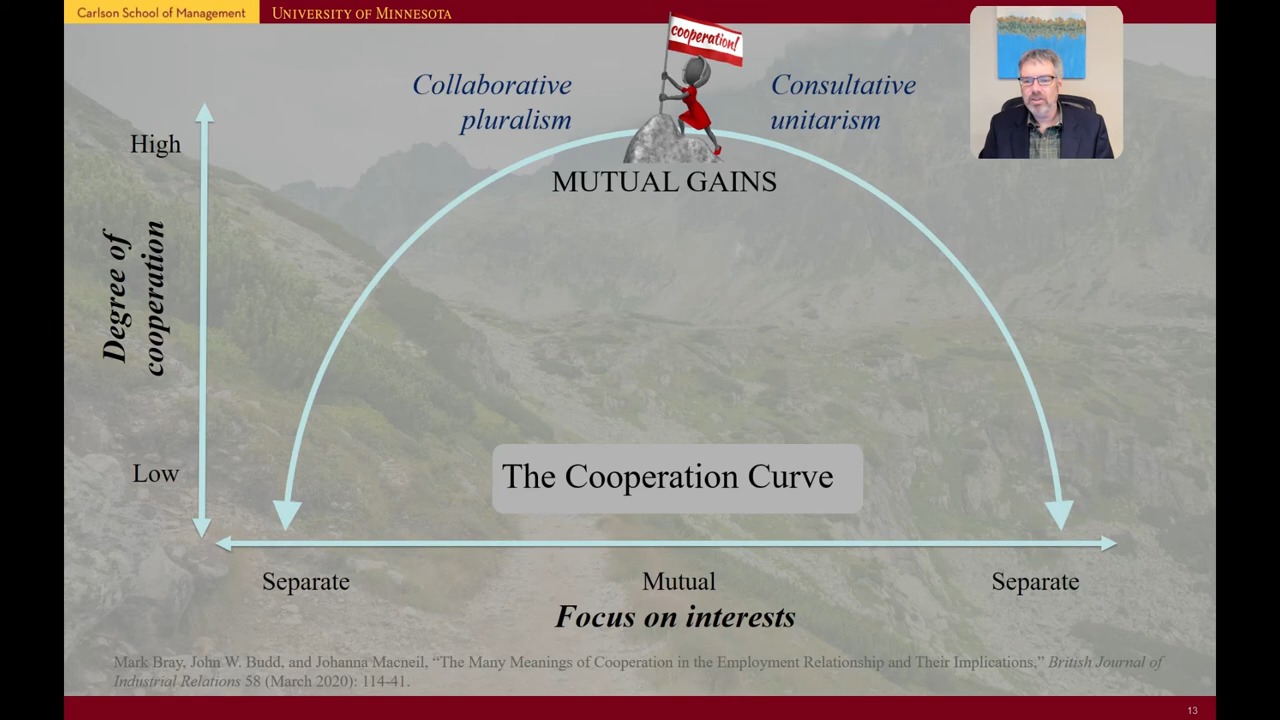 Carlson School of Management
UNIVERSITY OF MINNESOTA
cooperation!
Collaborative
pluralism
Consultative
unitarism
MUTUAL GAINS
High
Degree of
cooperation
Low
The Cooperation Curve
Separate
Mutual
Separate
Focus on interests
Mark Bray, John W. Budd, and Johanna Macneil, “The Many Meanings of Cooperation in the Employment Relationship and Their Implications,” British Journal of
Industrial Relations 58 (March 2020): 114-41.
13